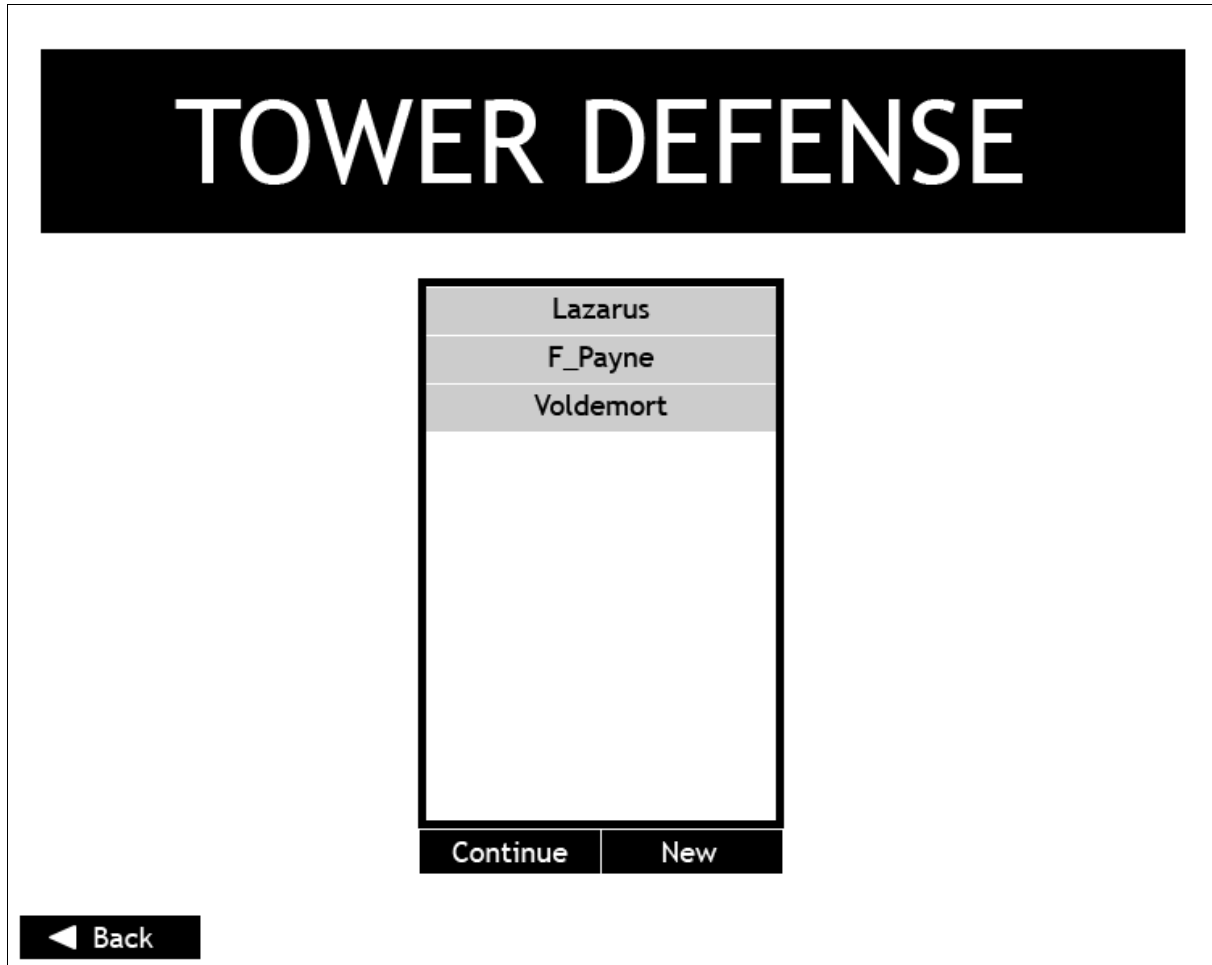 TOWER DEFENSE
Lazarus
F_Payne
Voldemort
Continue New
Back